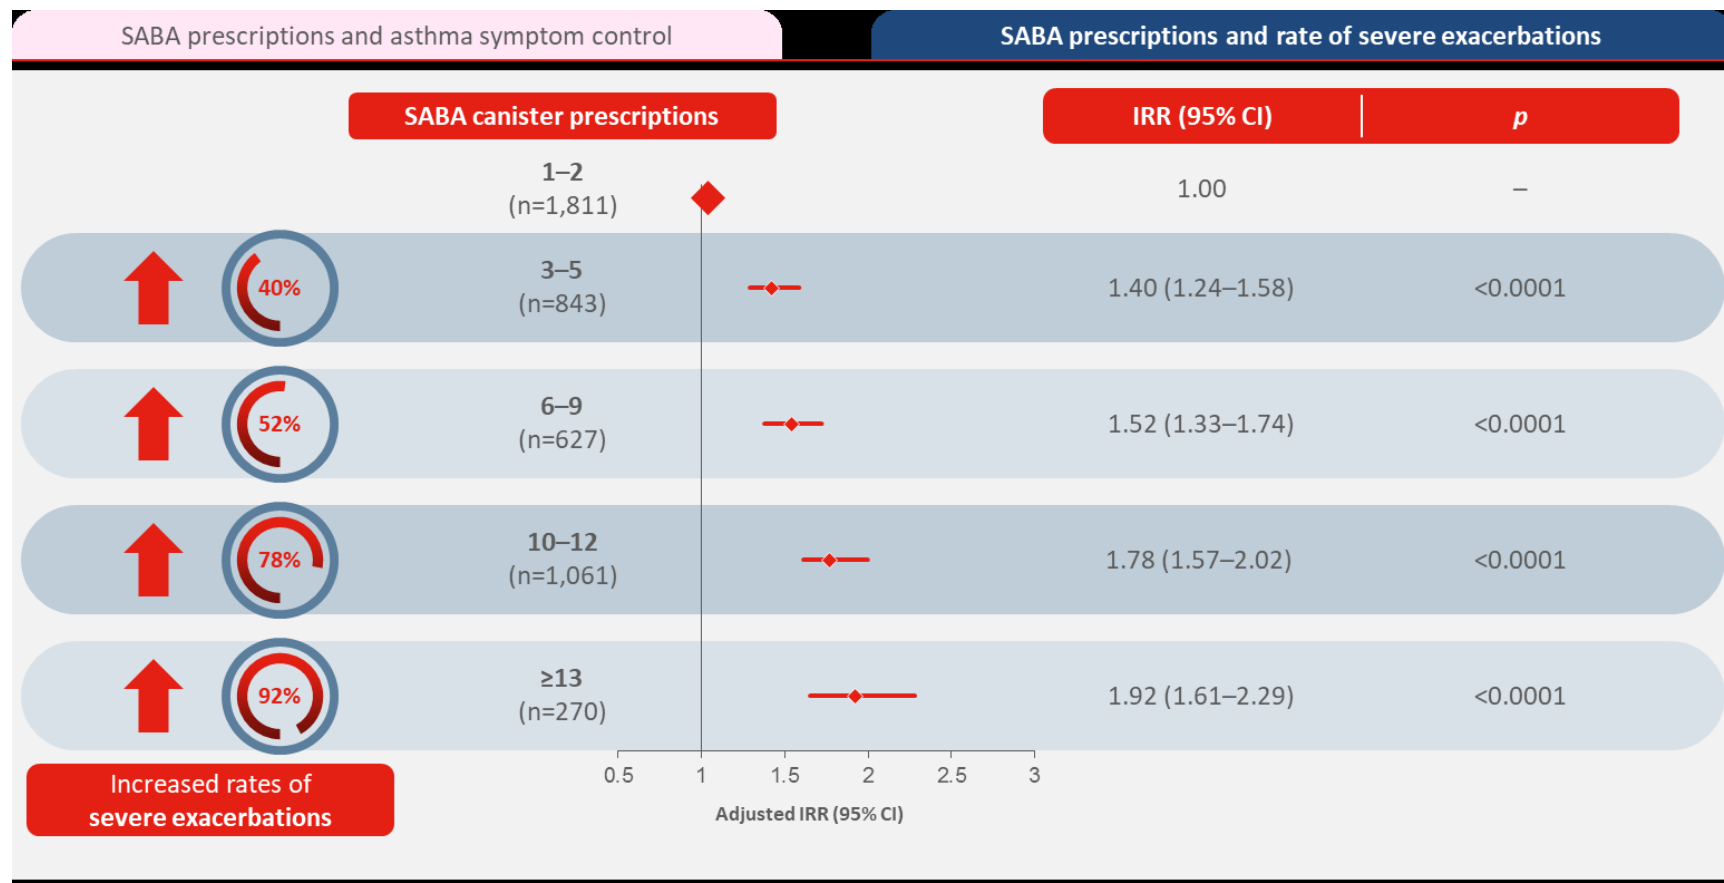 SABA prescriptions and asthma symptom control
SABA prescriptions and rate of severe exacerbations
SABA canister prescriptions
IRR (95% CI)
p
1–2
(n=1,811)
1.00
–
40%
3–5
(n=843)
1.40 (1.24–1.58)
<0.0001
52%
6–9
(n=627)
1.52 (1.33–1.74)
<0.0001
78%
10–12
(n=1,061)
1.78 (1.57–2.02)
<0.0001
92%
≥13
(n=270)
1.92 (1.61–2.29)
<0.0001
Increased rates of
severe exacerbations
0.5 1 1.5 2 2.5 3
Adjusted IRR (95% CI)